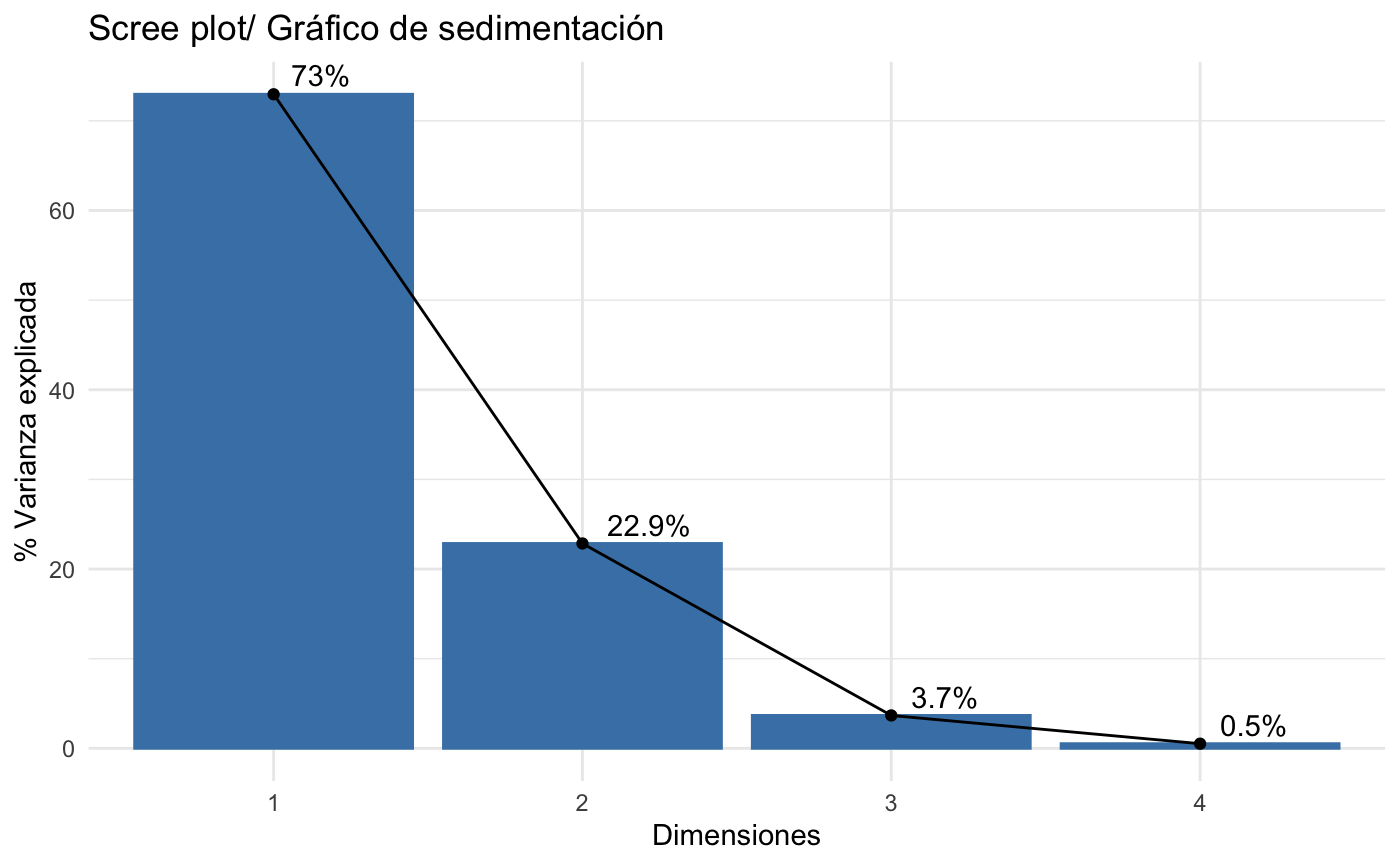 Scree plot/ Gráfico de sedimentación
73%
22.9%
3.7%
0.5%
% Varianza explicada
60
40
20
0
1 2 3 4
Dimensiones